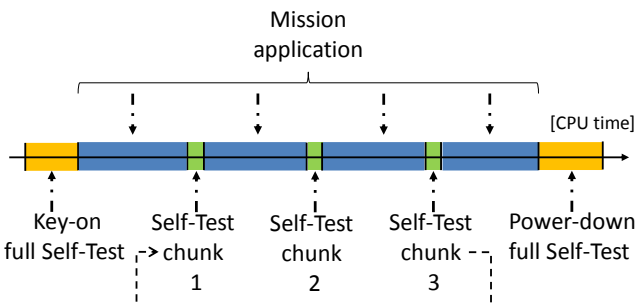 Mission
application
[CPU time]
Key-on
full Self-Test
Self-Test
chunk
1
Self-Test
chunk
2
Self-Test
chunk
3
Power-down
full Self-Test